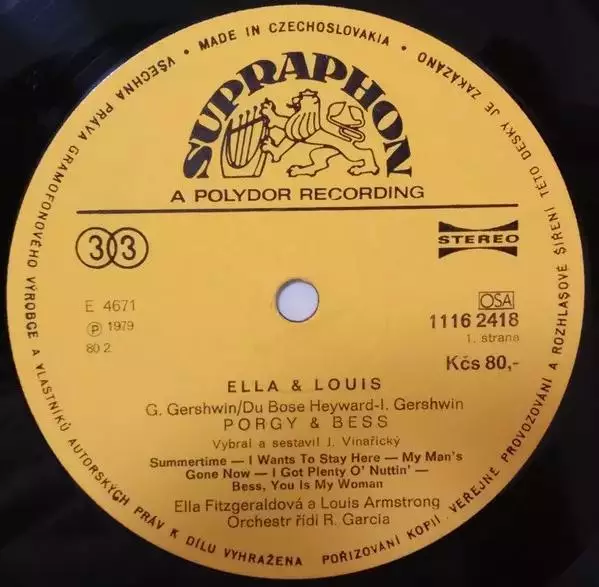 VŠECHNA PRÁVA GRAMOFONOVÉHO VÝROBCE A VLASTNÍKŮ AUTORSKÝCH PRÁV K DÍLU VYHRAŽENA
• MADE IN CZECHOSLOVAKIA •
POŘIZOVÁNÍ KOPIÍ, VEŘEJNÉ PROVOZOVÁNÍ A ROZHLASOVÉ ŠÍŘENÍ TÉTO DESKY JE ZAKÁZÁNO
SUPRAPHON
A POLYDOR RECORDING
33
STEREO
E 4671
Ⓟ 1979
80 2
OSA
1116 2418
1. strana
Kčs 80,-
ELLA & LOUIS
G. Gershwin/Du Bose Heyward-I. Gershwin
PORGY & BESS
Vybral a sestavil J. Vinařický
Summertime — I Wants To Stay Here — My Man's
Gone Now — I Got Plenty O' Nuttin' —
Bess, You Is My Woman
Ella Fitzgeraldová a Louis Armstrong
Orchestr řídí R. Garcia